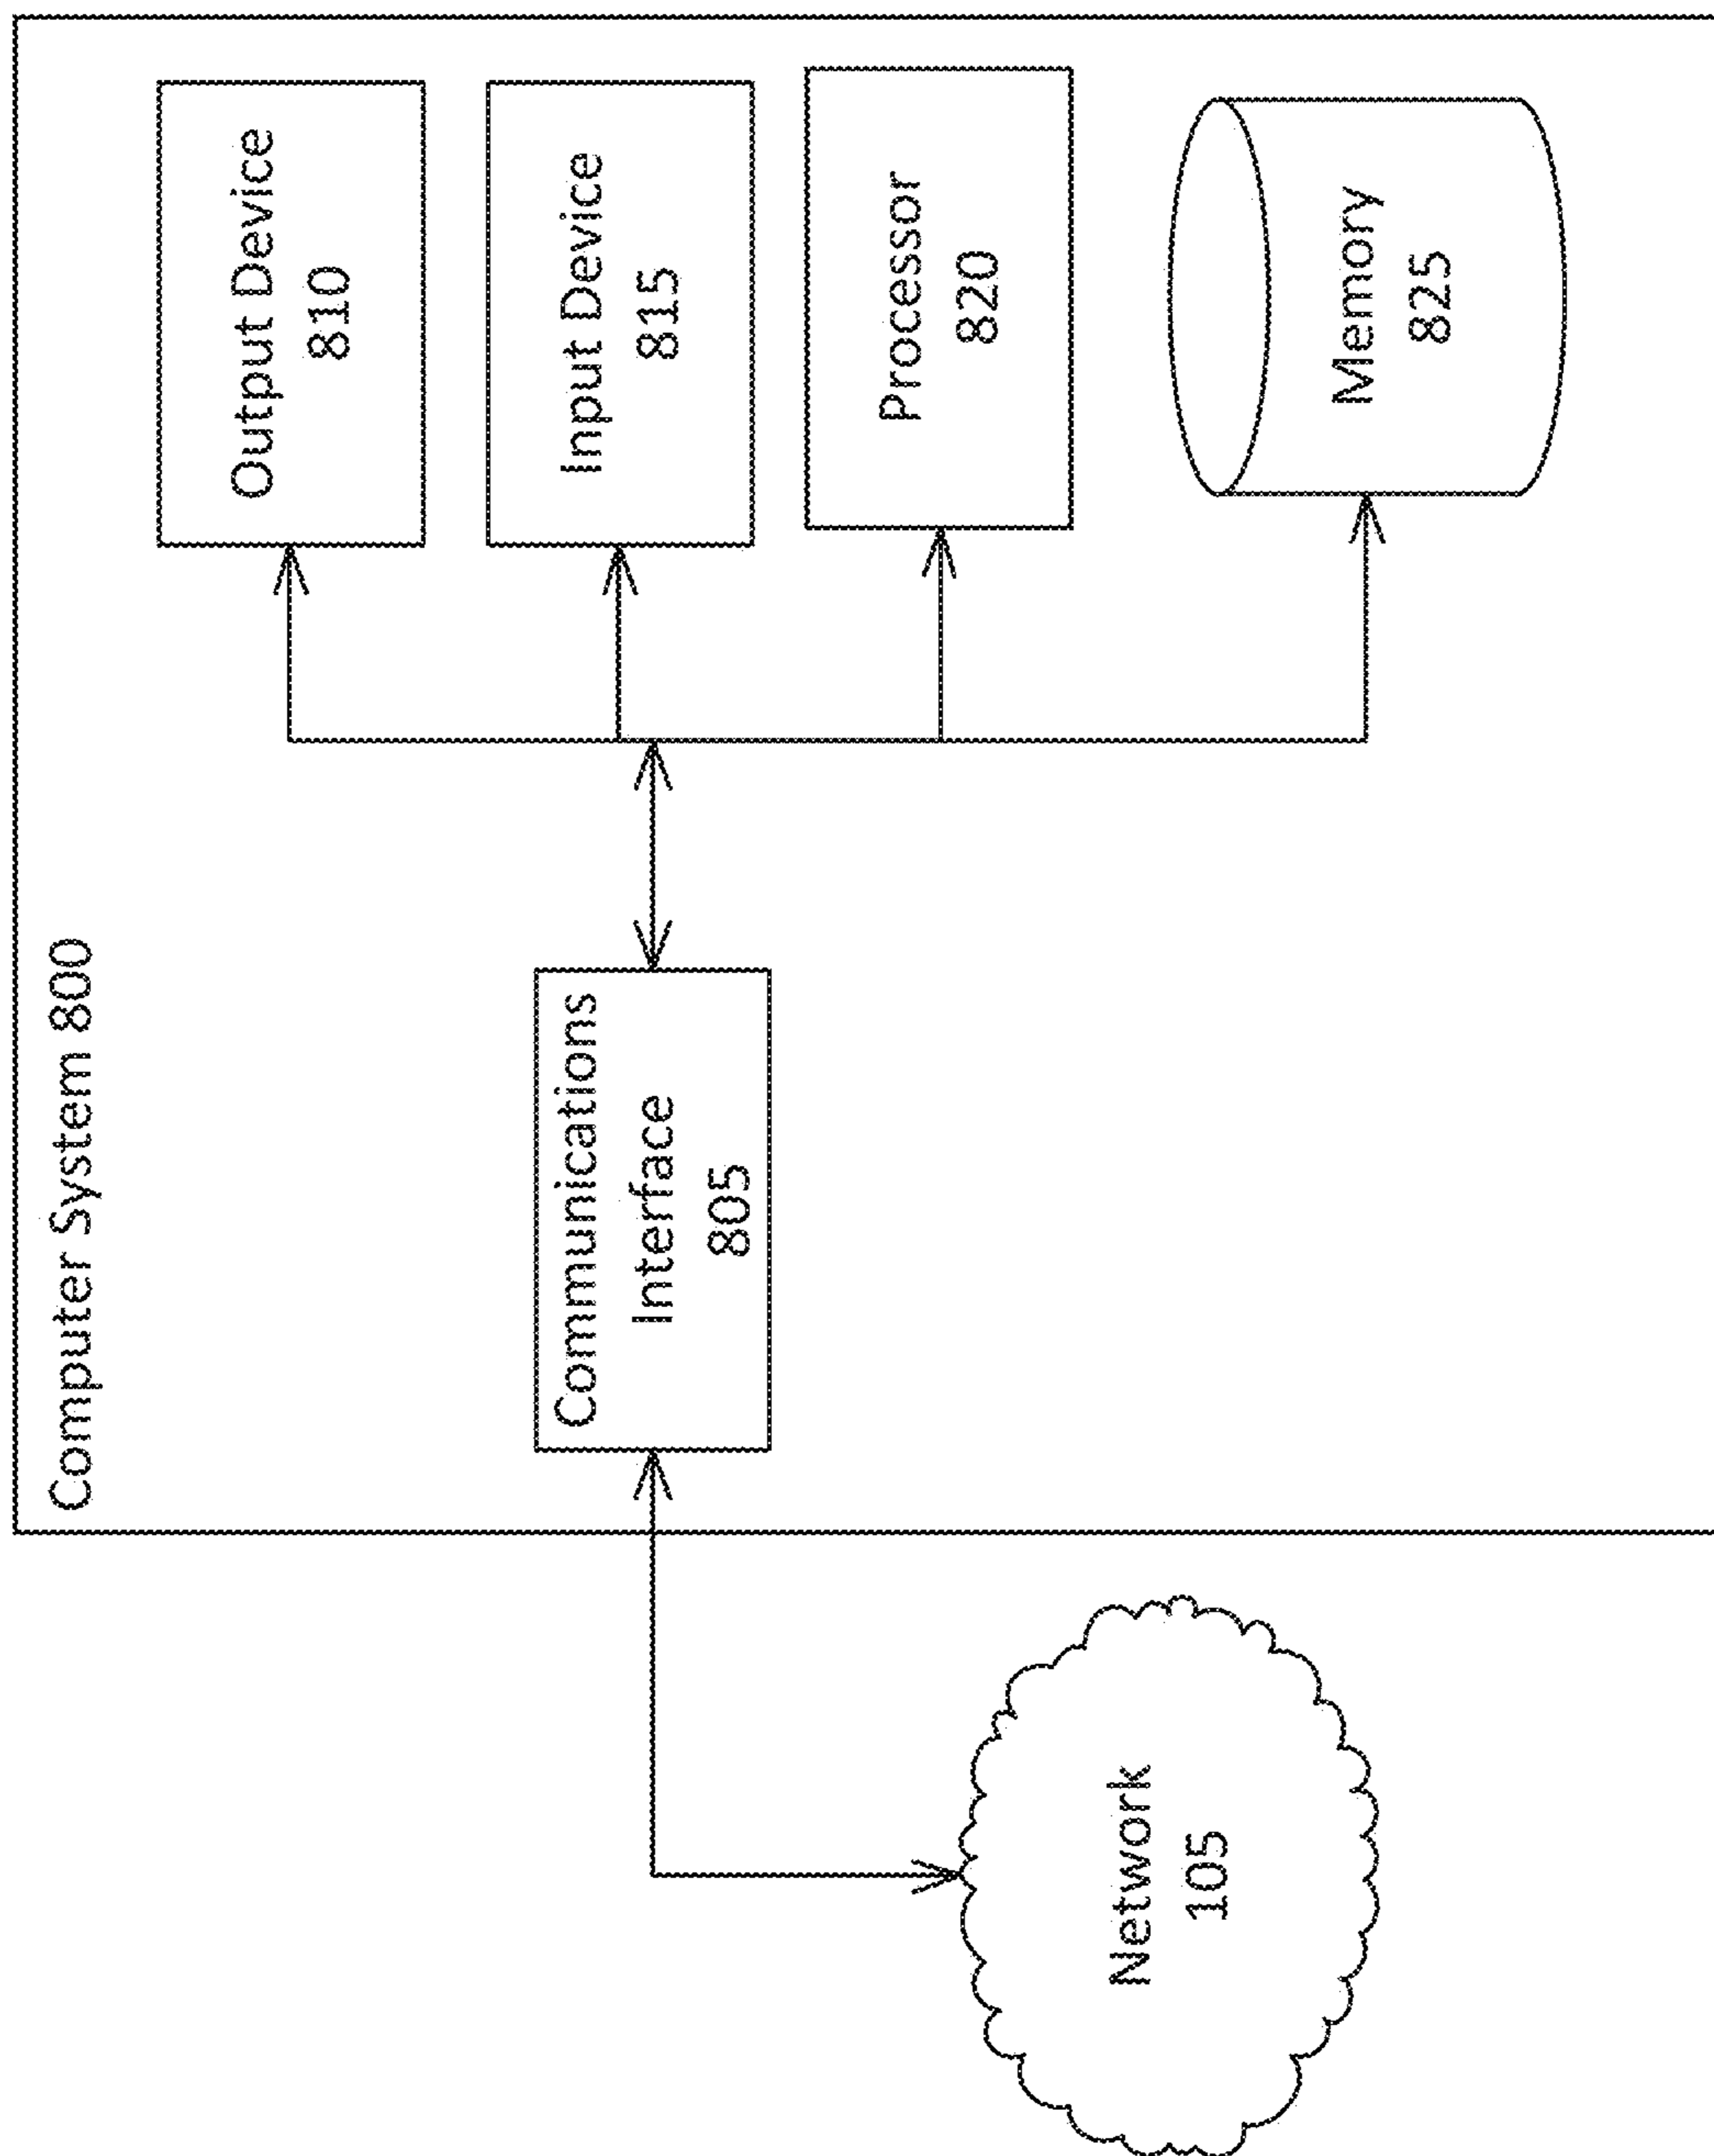 Computer System 800
Output Device
810
Input Device
815
Communications
Interface
805
Processor
820
Network
105
Memory
825